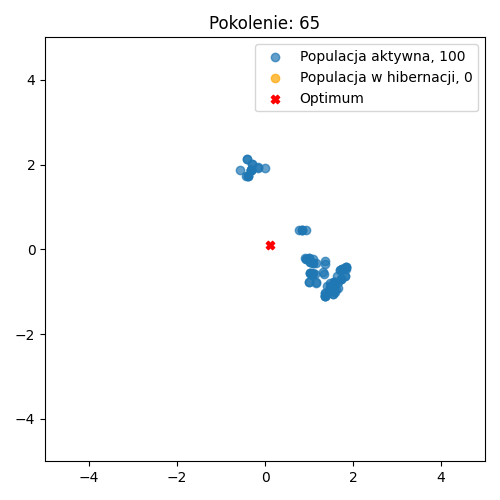 Pokolenie: 65
Populacja aktywna, 100
Populacja w hibernacji, 0
Optimum
4
2
0
−2
−4
−4 −2 0 2 4